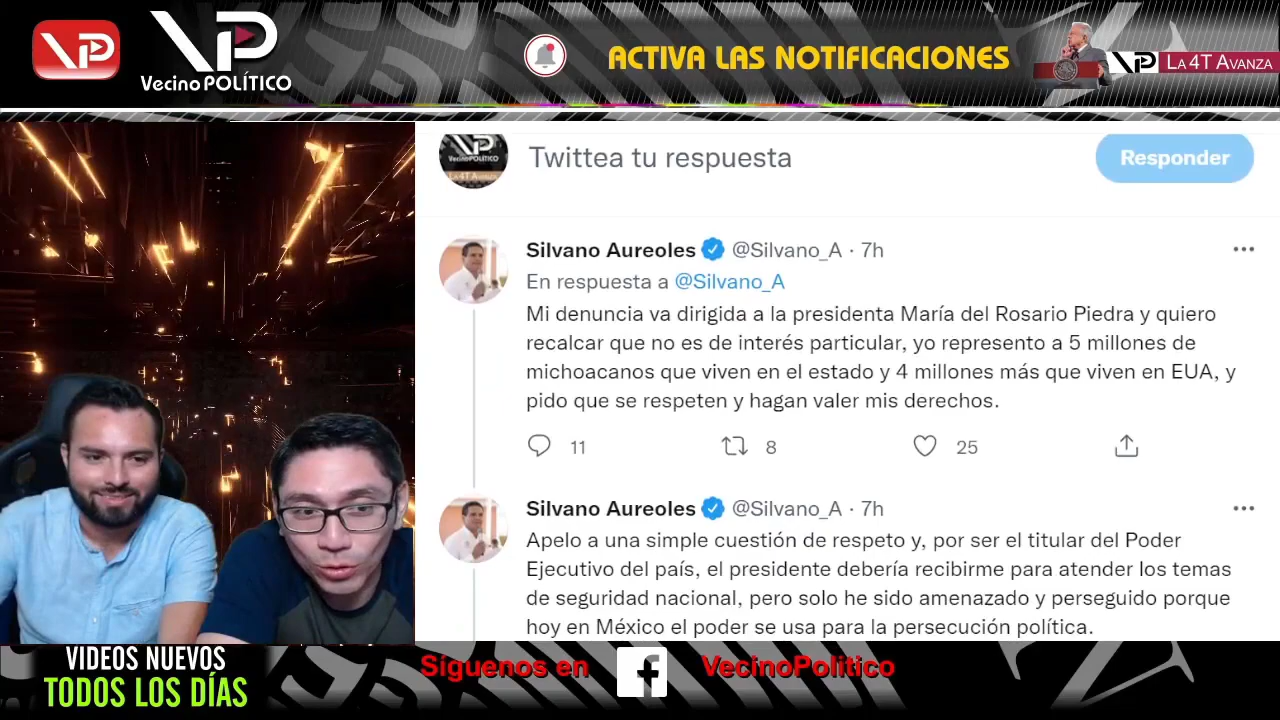 VP
VecinoPOLÍTICO
ACTIVA LAS NOTIFICACIONES
VP LA 4T AVANZA
VP
VecinoPOLÍTICO
La 4T AVANZA
Twittea tu respuesta
Responder
Silvano Aureoles @Silvano_A · 7h
En respuesta a @Silvano_A
Mi denuncia va dirigida a la presidenta María del Rosario Piedra y quiero
recalcar que no es de interés particular, yo represento a 5 millones de
michoacanos que viven en el estado y 4 millones más que viven en EUA, y
pido que se respeten y hagan valer mis derechos.
11 8 25
Silvano Aureoles @Silvano_A · 7h
Apelo a una simple cuestión de respeto y, por ser el titular del Poder
Ejecutivo del país, el presidente debería recibirme para atender los temas
de seguridad nacional, pero solo he sido amenazado y perseguido porque
hoy en México el poder se usa para la persecución política.
VIDEOS NUEVOS
TODOS LOS DÍAS
Síguenos en f VecinoPolitico